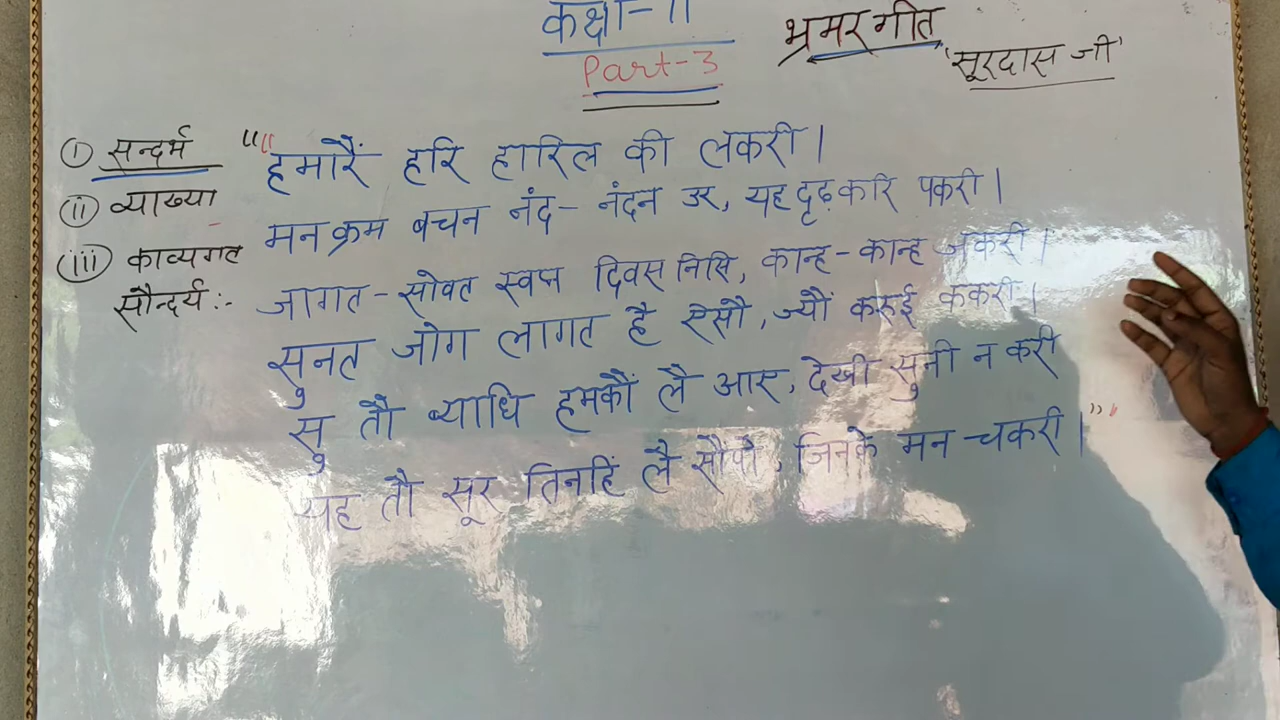 कक्षा-11
Part-3
भ्रमरगीत
'सूरदास जी'
① सन्दर्भ
ⅱ व्याख्या
ⅲ काव्यगत
सौन्दर्य:-
"हमारैं हरि हारिल की लकरी।
मन क्रम बचन नंद-नंदन उर, यह दृढ़ करि पकरी।
जागत-सोवत स्वप्न दिवस निसि, कान्ह-कान्ह जकरी।
सुनत जोग लागत है ऐसौ, ज्यौं करुई ककरी।
सु तौ व्याधि हमकौं लै आए, देखी सुनी न करी
यह तौ सूर तिनहिं लै सौंपौ, जिनके मन-चकरी।"